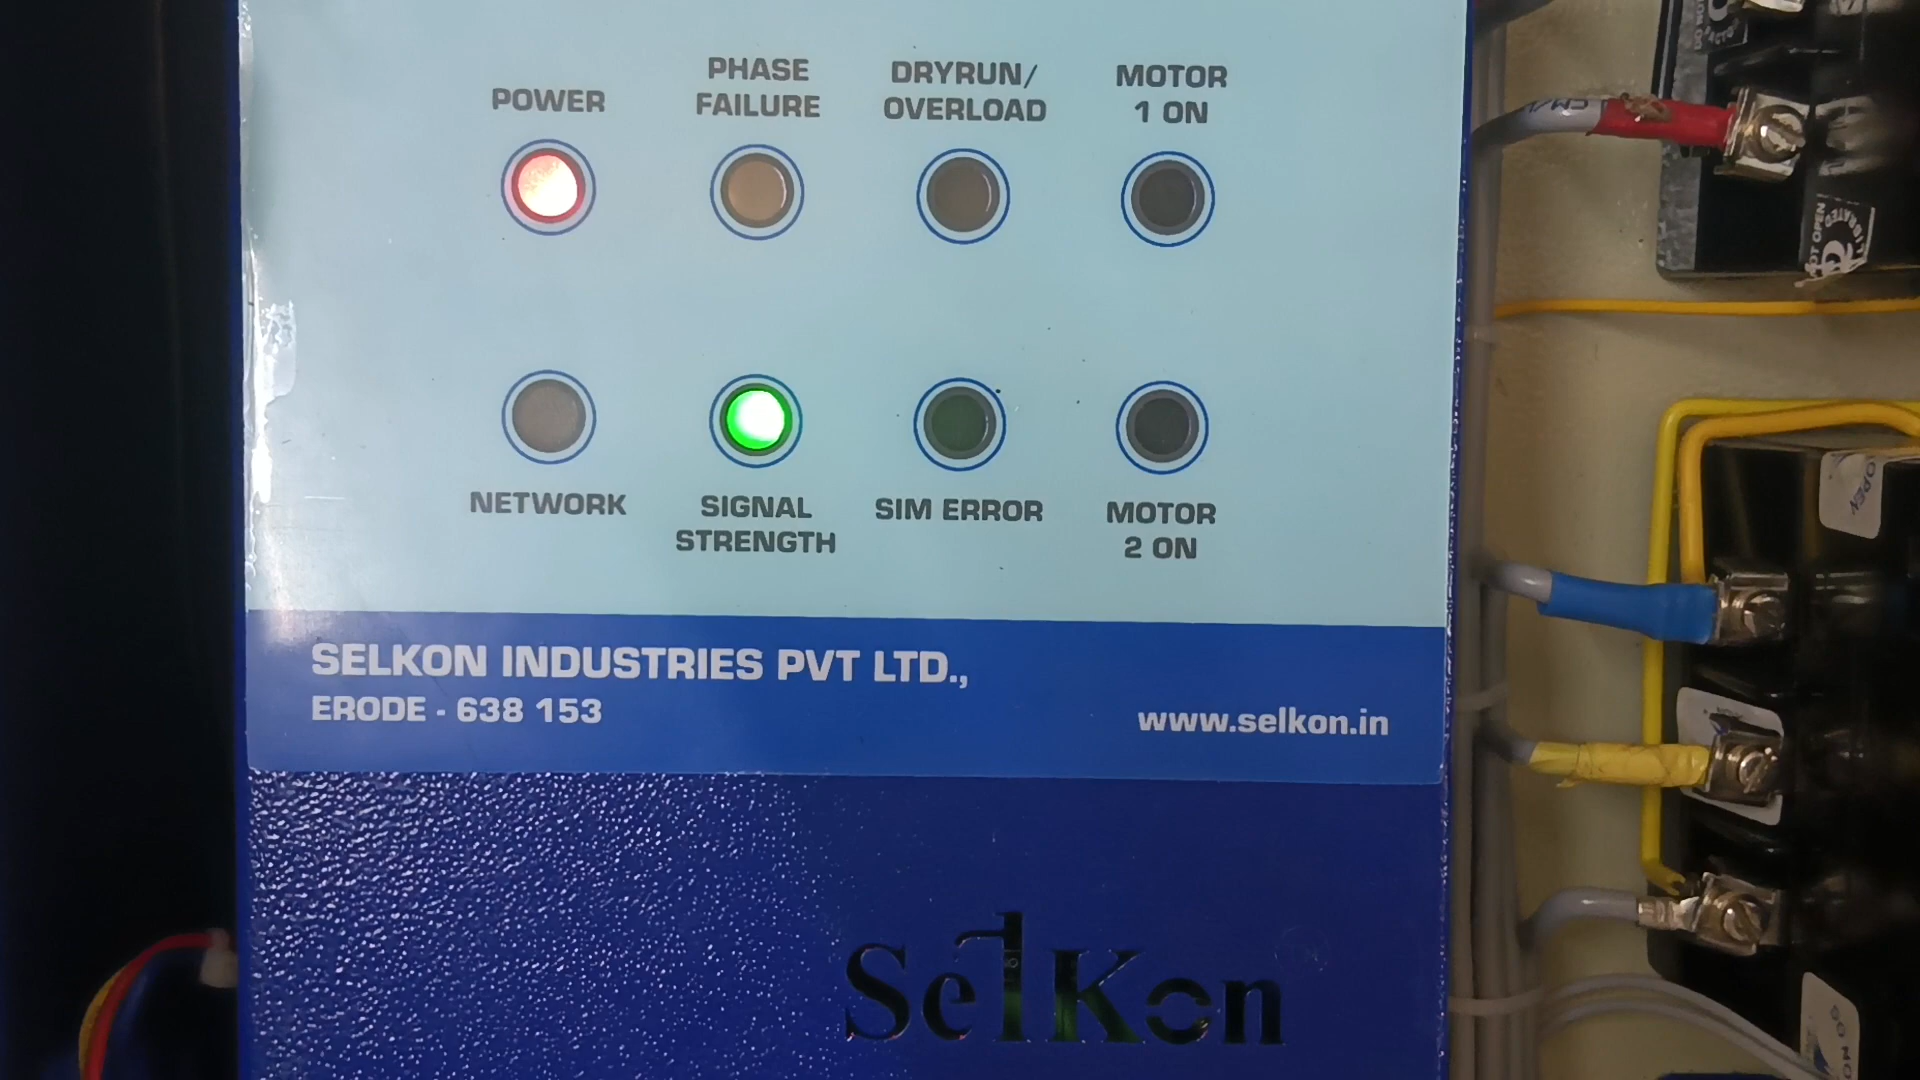 POWER
PHASE
FAILURE
DRYRUN/
OVERLOAD
MOTOR
1 ON
NETWORK
SIGNAL
STRENGTH
SIM ERROR
MOTOR
2 ON
SELKON INDUSTRIES PVT LTD.,
ERODE - 638 153
www.selkon.in
SelKon
OPEN